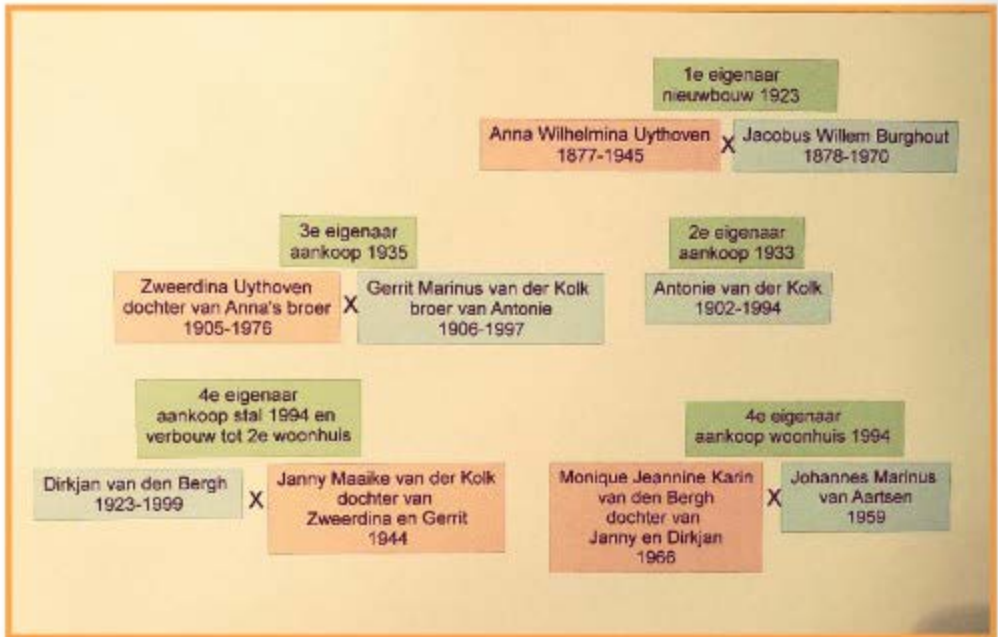 1e eigenaar
nieuwbouw 1923
Anna Wilhelmina Uythoven
1877-1945
X
Jacobus Willem Burghout
1878-1970
3e eigenaar
aankoop 1935
Zweerdina Uythoven
dochter van Anna's broer
1905-1976
X
Gerrit Marinus van der Kolk
broer van Antonie
1906-1997
2e eigenaar
aankoop 1933
Antonie van der Kolk
1902-1994
4e eigenaar
aankoop stal 1994 en
verbouw tot 2e woonhuis
Dirkjan van den Bergh
1923-1999
X
Janny Maaike van der Kolk
dochter van
Zweerdina en Gerrit
1944
4e eigenaar
aankoop woonhuis 1994
Monique Jeannine Karin
van den Bergh
dochter van
Janny en Dirkjan
1966
X
Johannes Marinus
van Aartsen
1959